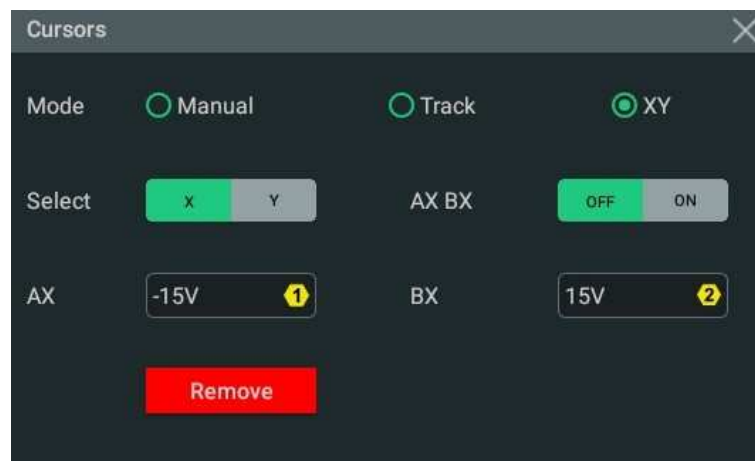 Cursors
Mode Manual Track XY
Select X Y AX BX OFF ON
AX -15V 1 BX 15V 2
Remove